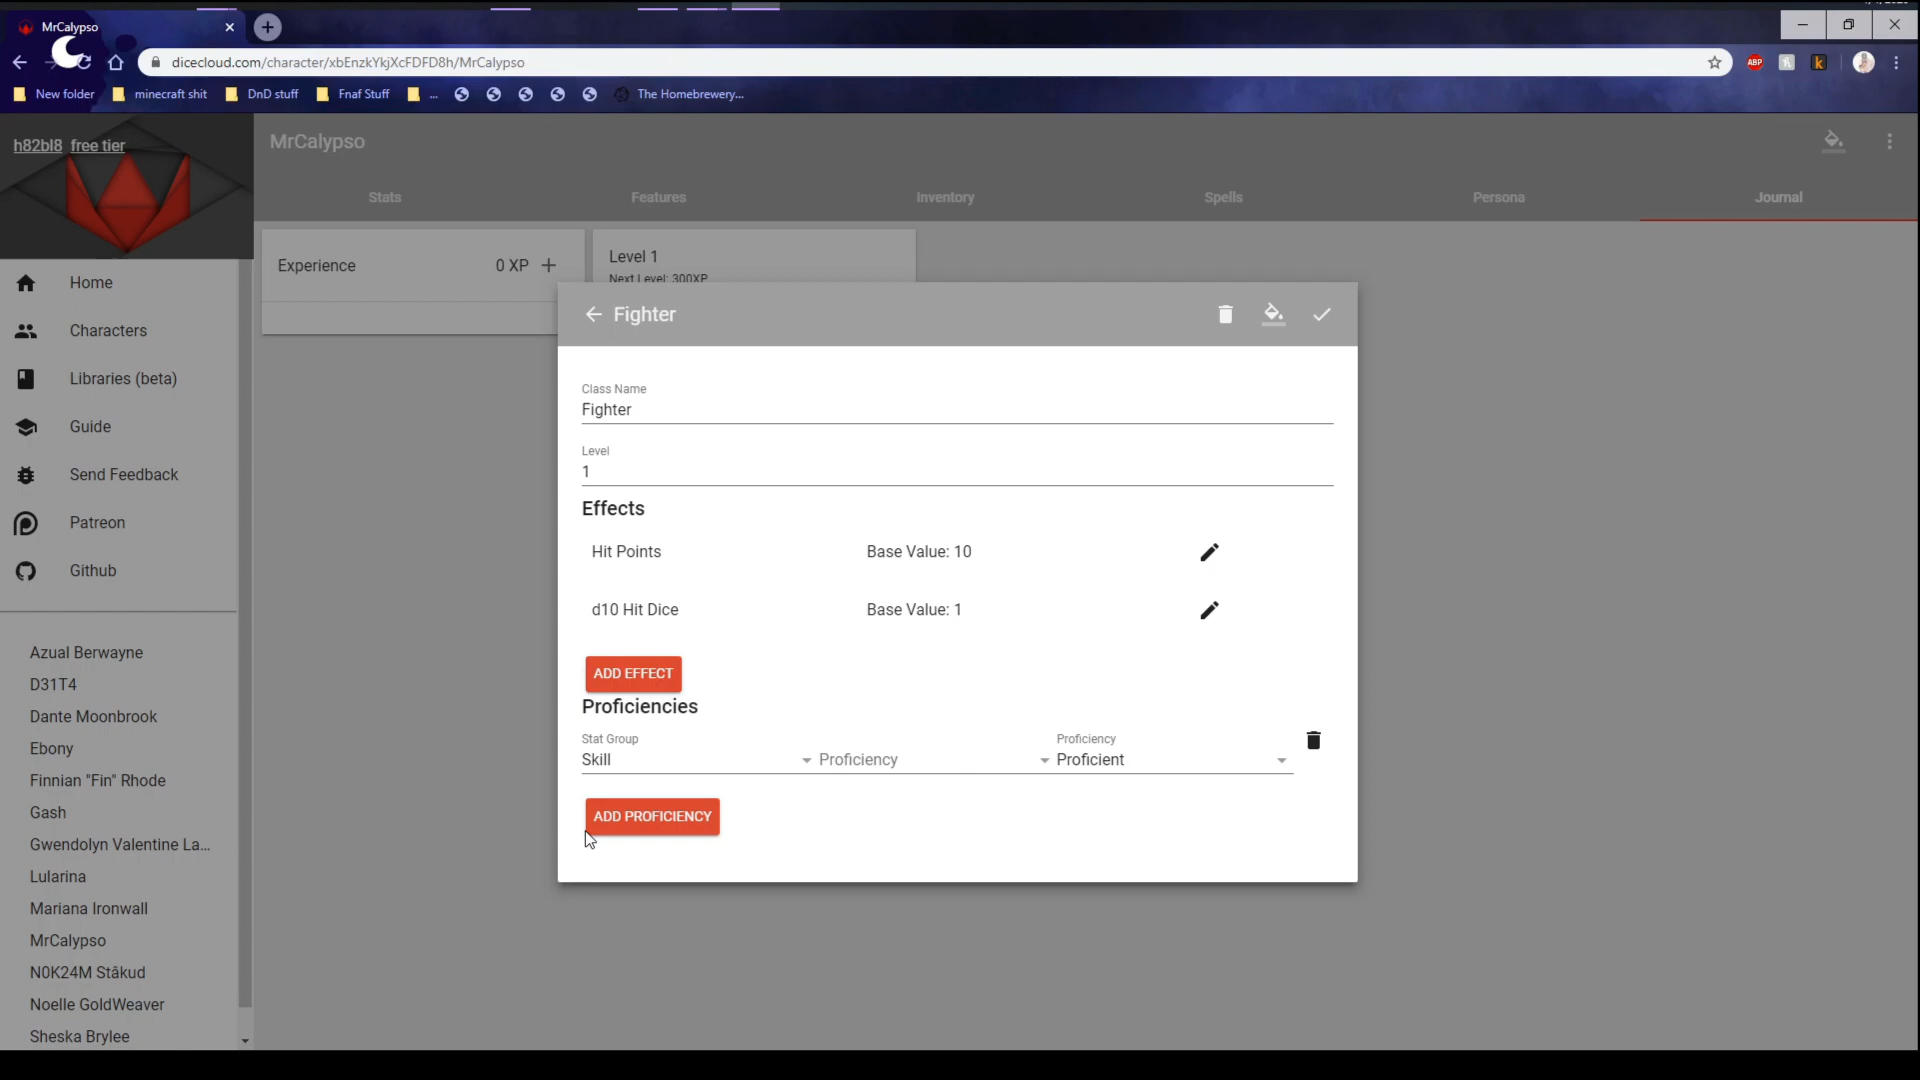 MrCalypso
dicecloud.com/character/xbEnzkYkjXcFDFD8h/MrCalypso
ABP
k
New folder
minecraft shit
DnD stuff
Fnaf Stuff
...
The Homebrewery...
h82bl8 free tier
MrCalypso
Stats
Features
Inventory
Spells
Persona
Journal
Experience
0 XP
Level 1
Next Level: 300XP
Home
Characters
Libraries (beta)
Guide
Send Feedback
Patreon
Github
Azual Berwayne
D31T4
Dante Moonbrook
Ebony
Finnian "Fin" Rhode
Gash
Gwendolyn Valentine La...
Lularina
Mariana Ironwall
MrCalypso
N0K24M Ståkud
Noelle GoldWeaver
Sheska Brylee
Fighter
Class Name
Fighter
Level
1
Effects
Hit Points Base Value: 10
d10 Hit Dice Base Value: 1
ADD EFFECT
Proficiencies
Stat Group Proficiency
Skill Proficiency Proficient
ADD PROFICIENCY